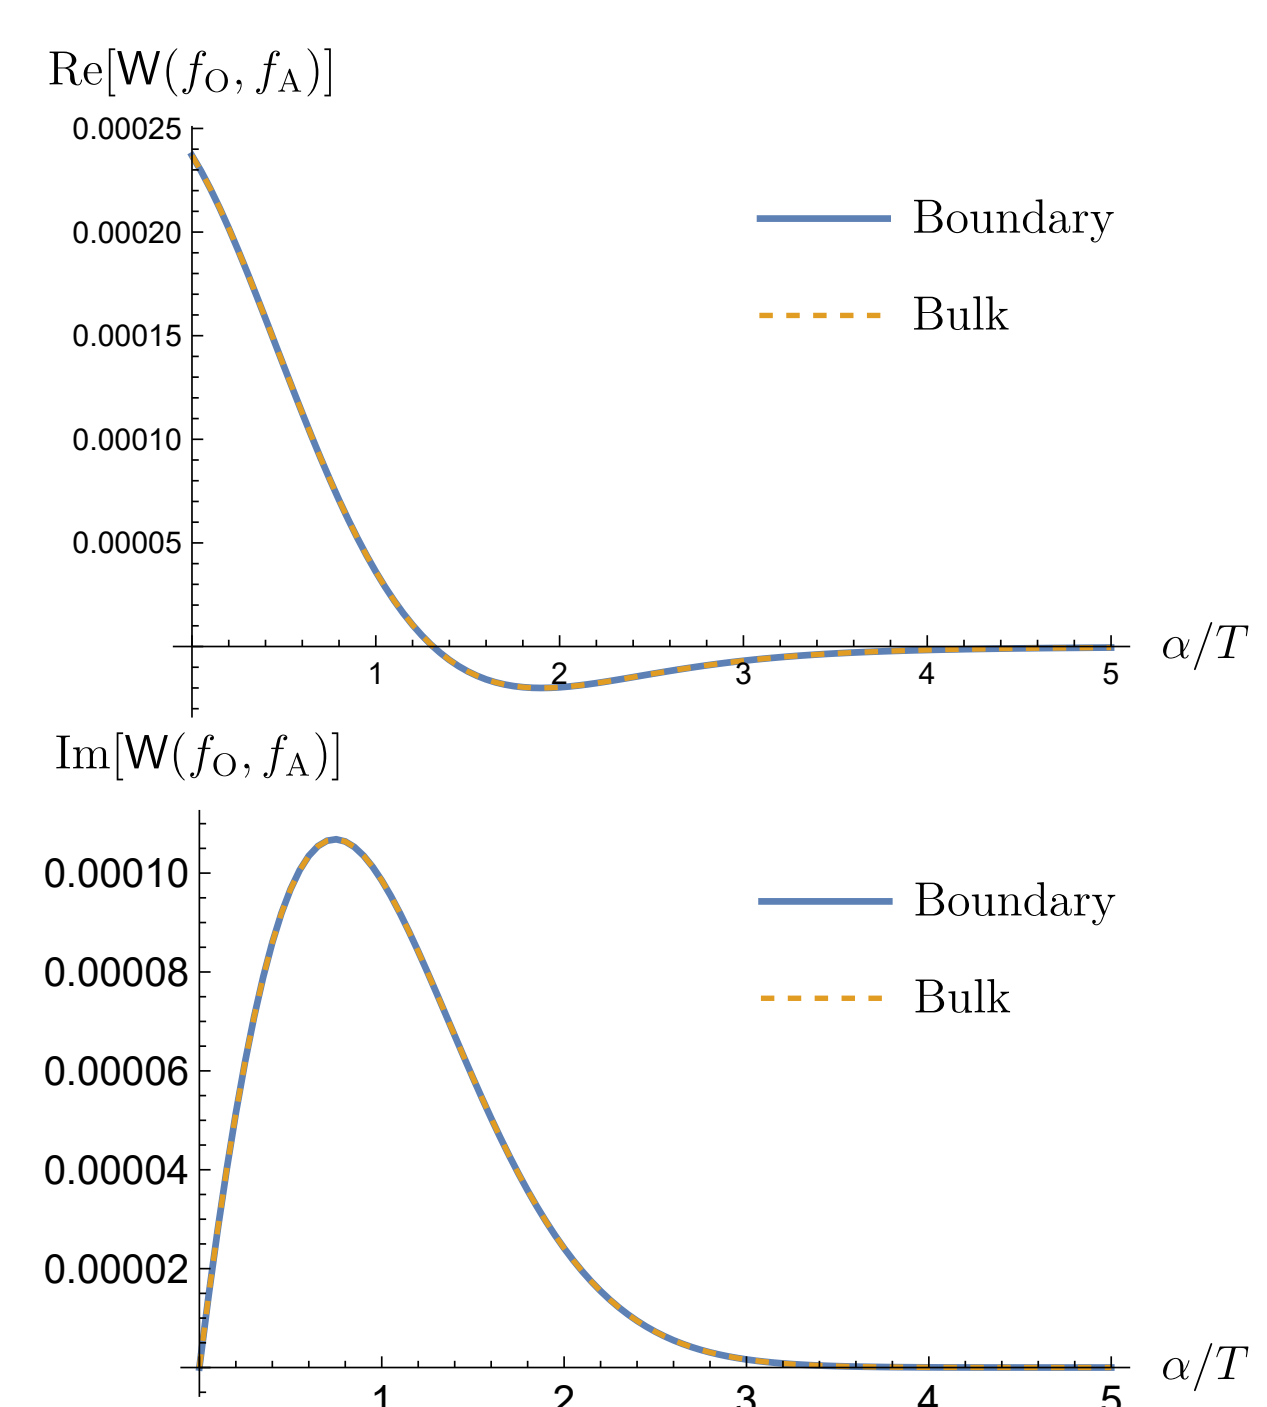 Re[W(f_O, f_A)]
0.00025
0.00020
Boundary
0.00015
Bulk
0.00010
0.00005
α/T
1 2 3 4 5
Im[W(f_O, f_A)]
0.00010
Boundary
0.00008
Bulk
0.00006
0.00004
0.00002
α/T
1 2 3 4 5